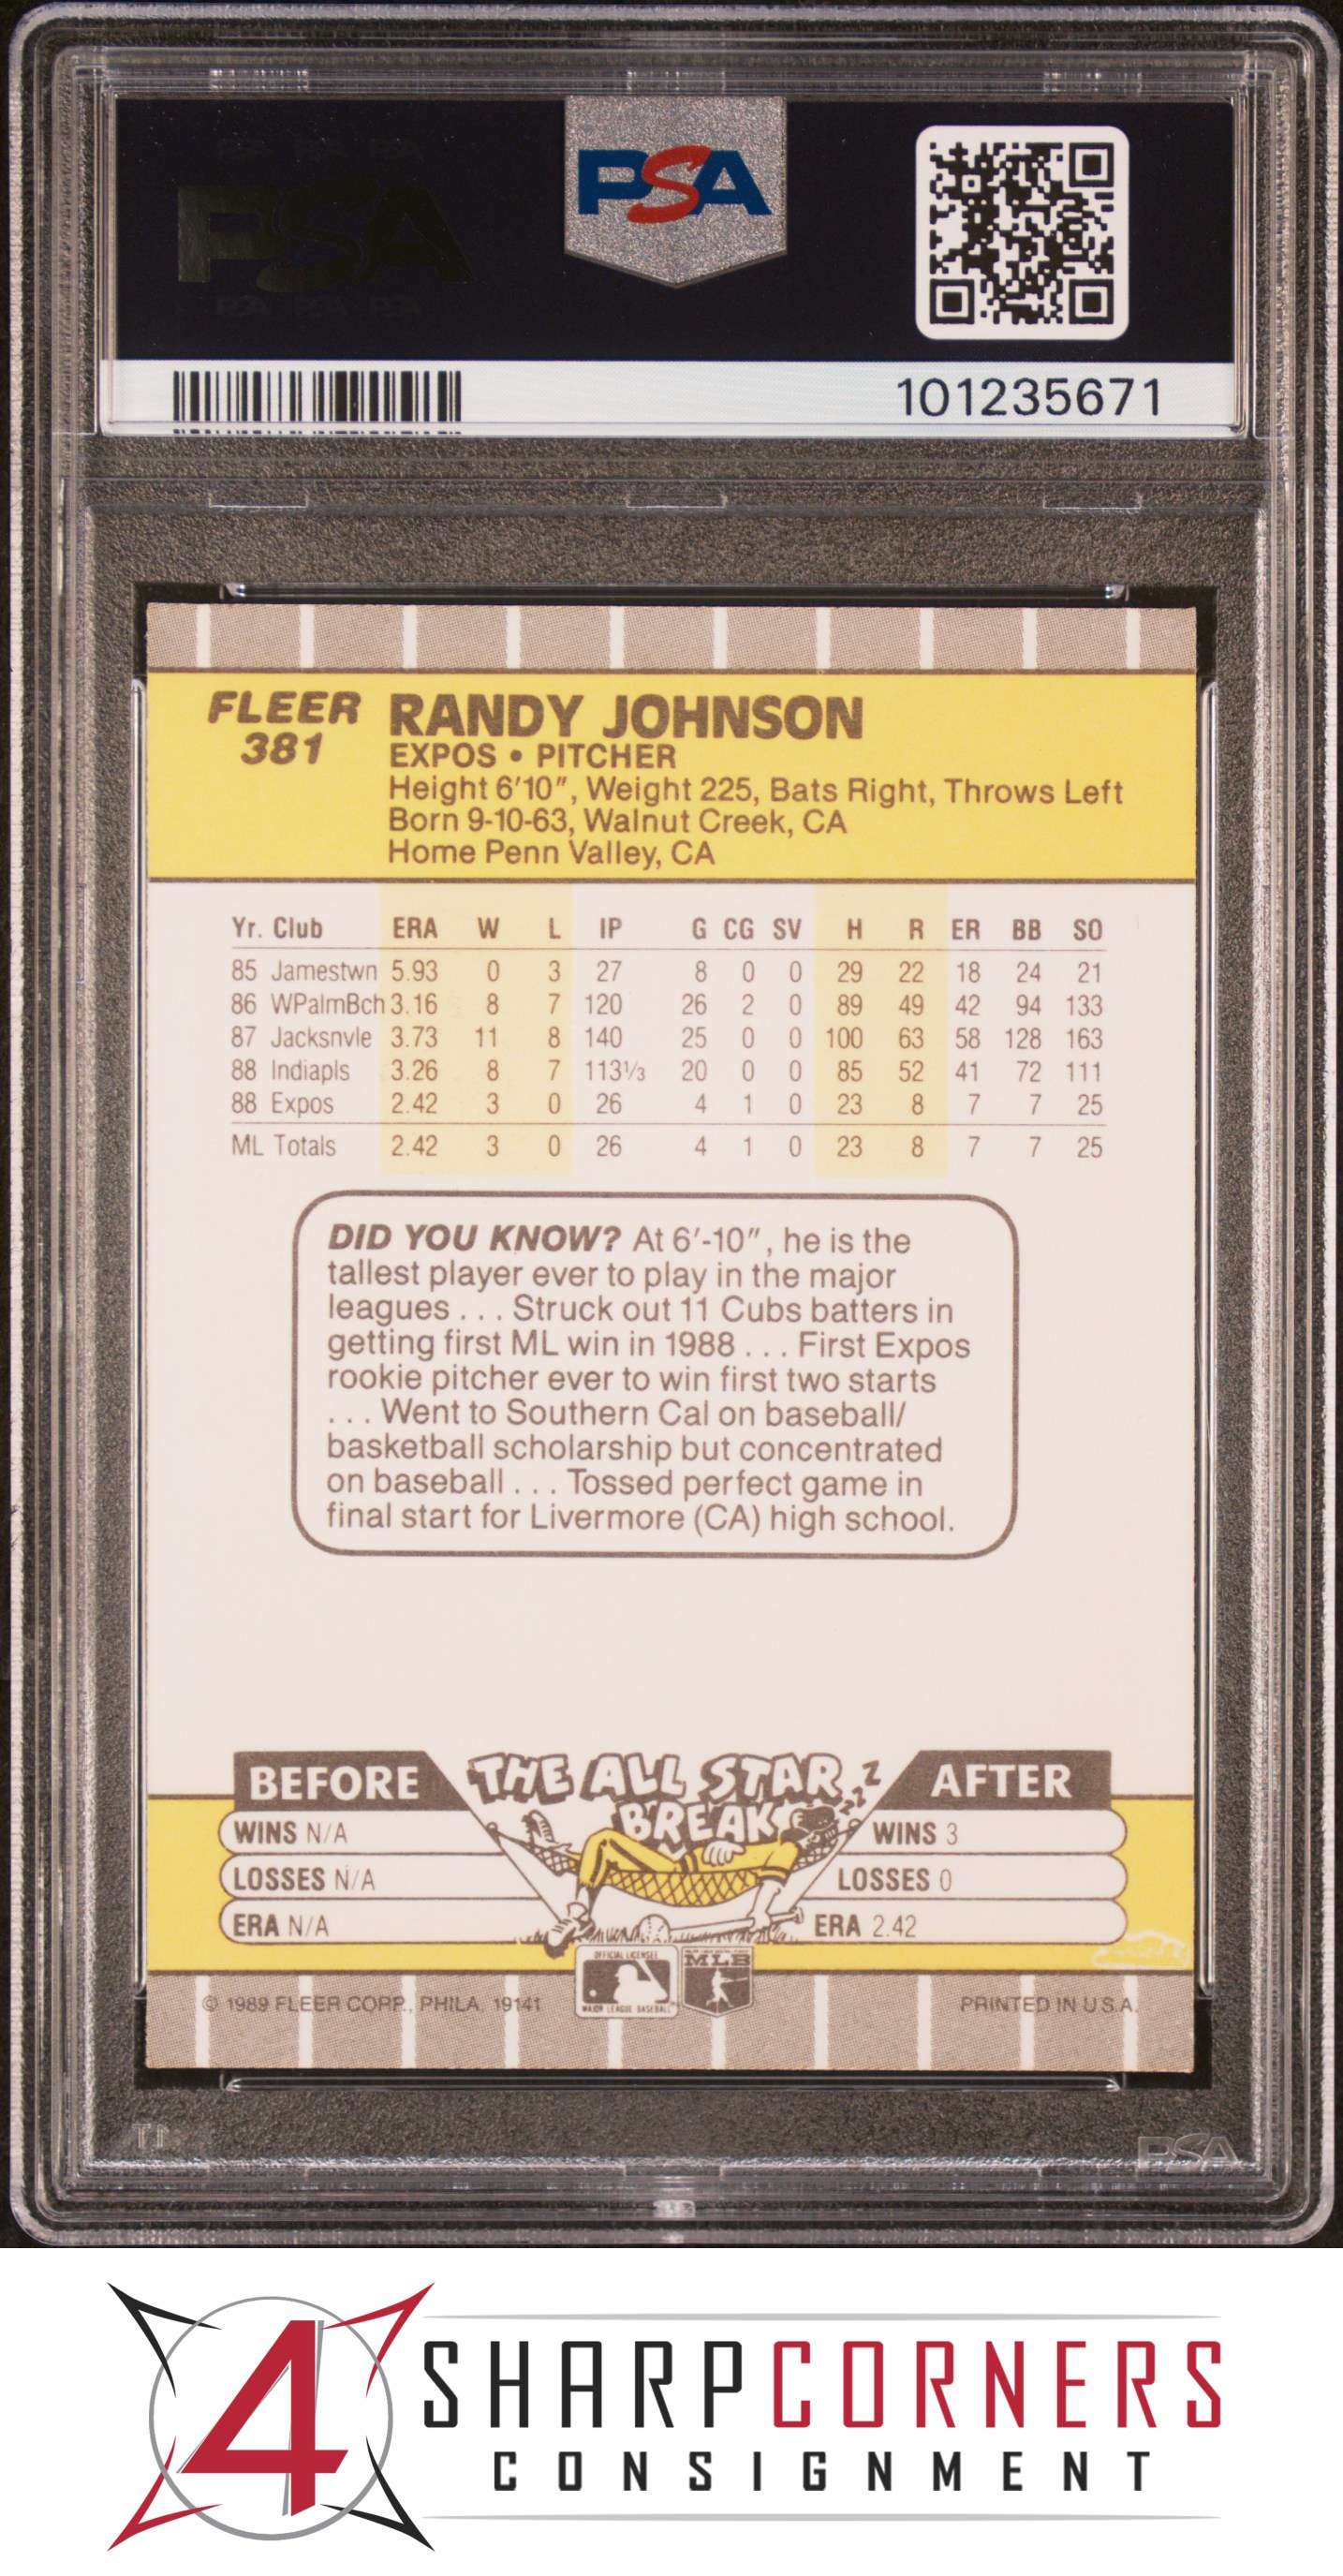 PSA
PSA
101235671
FLEER
381
RANDY JOHNSON
EXPOS • PITCHER
Height 6'10", Weight 225, Bats Right, Throws Left
Born 9-10-63, Walnut Creek, CA
Home Penn Valley, CA
Yr. Club ERA W L IP G CG SV H R ER BB SO
85 Jamestwn 5.93 0 3 27 8 0 0 29 22 18 24 21
86 WPalmBch 3.16 8 7 120 26 2 0 89 49 42 94 133
87 Jacksnvle 3.73 11 8 140 25 0 0 100 63 58 128 163
88 Indiapls 3.26 8 7 113⅓ 20 0 0 85 52 41 72 111
88 Expos 2.42 3 0 26 4 1 0 23 8 7 7 25
ML Totals 2.42 3 0 26 4 1 0 23 8 7 7 25
DID YOU KNOW? At 6'-10", he is the
tallest player ever to play in the major
leagues . . . Struck out 11 Cubs batters in
getting first ML win in 1988 . . . First Expos
rookie pitcher ever to win first two starts
. . . Went to Southern Cal on baseball/
basketball scholarship but concentrated
on baseball . . . Tossed perfect game in
final start for Livermore (CA) high school.
BEFORE THE ALL STAR BREAK AFTER
ZZZZ
WINS N/A WINS 3
LOSSES N/A LOSSES 0
ERA N/A ERA 2.42
OFFICIAL LICENSEE
MAJOR LEAGUE BASEBALL
MLB
© 1989 FLEER CORP., PHILA. 19141 PRINTED IN U.S.A.
PSA
4
SHARPCORNERS
CONSIGNMENT